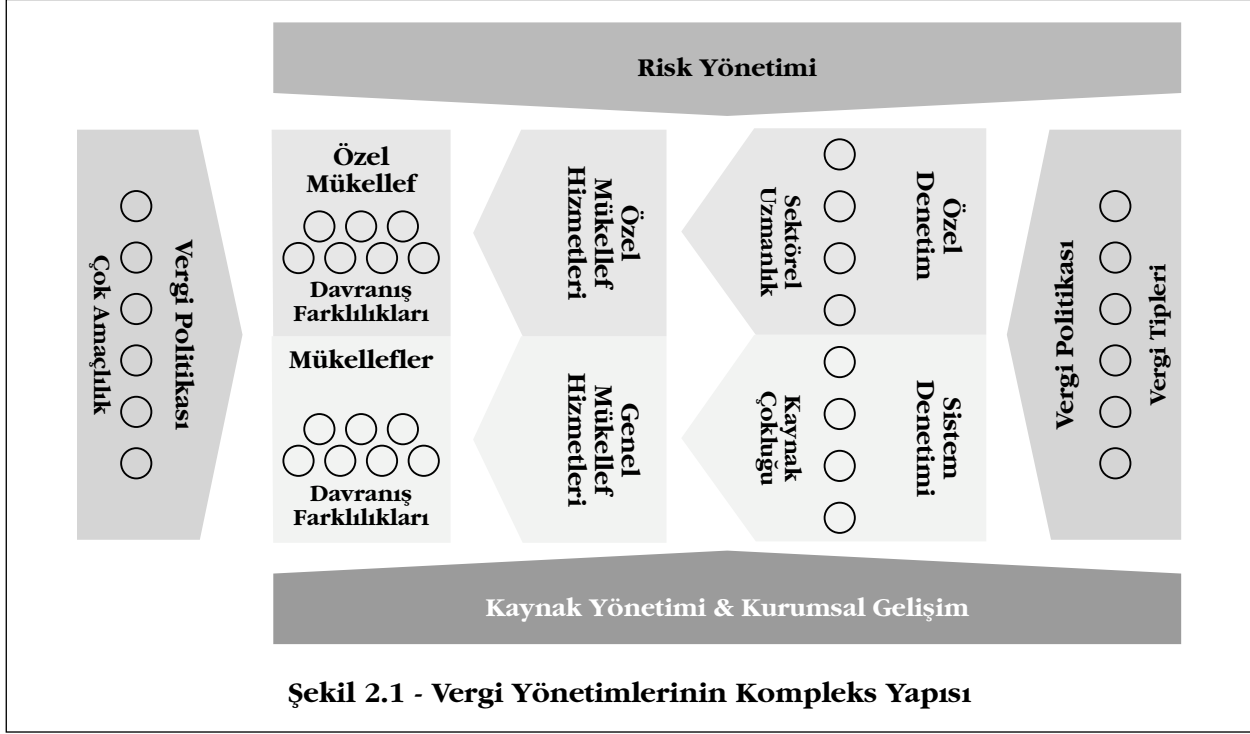 Risk Yönetimi
Vergi Politikası
Çok Amaçlılık
Özel
Mükellef
Davranış
Farklılıkları
Mükellefler
Davranış
Farklılıkları
Özel
Mükellef
Hizmetleri
Genel
Mükellef
Hizmetleri
Sektörel
Uzmanlık
Özel
Denetim
Kaynak
Çokluğu
Sistem
Denetimi
Vergi Politikası
Vergi Tipleri
Kaynak Yönetimi & Kurumsal Gelişim
Şekil 2.1 - Vergi Yönetimlerinin Kompleks Yapısı